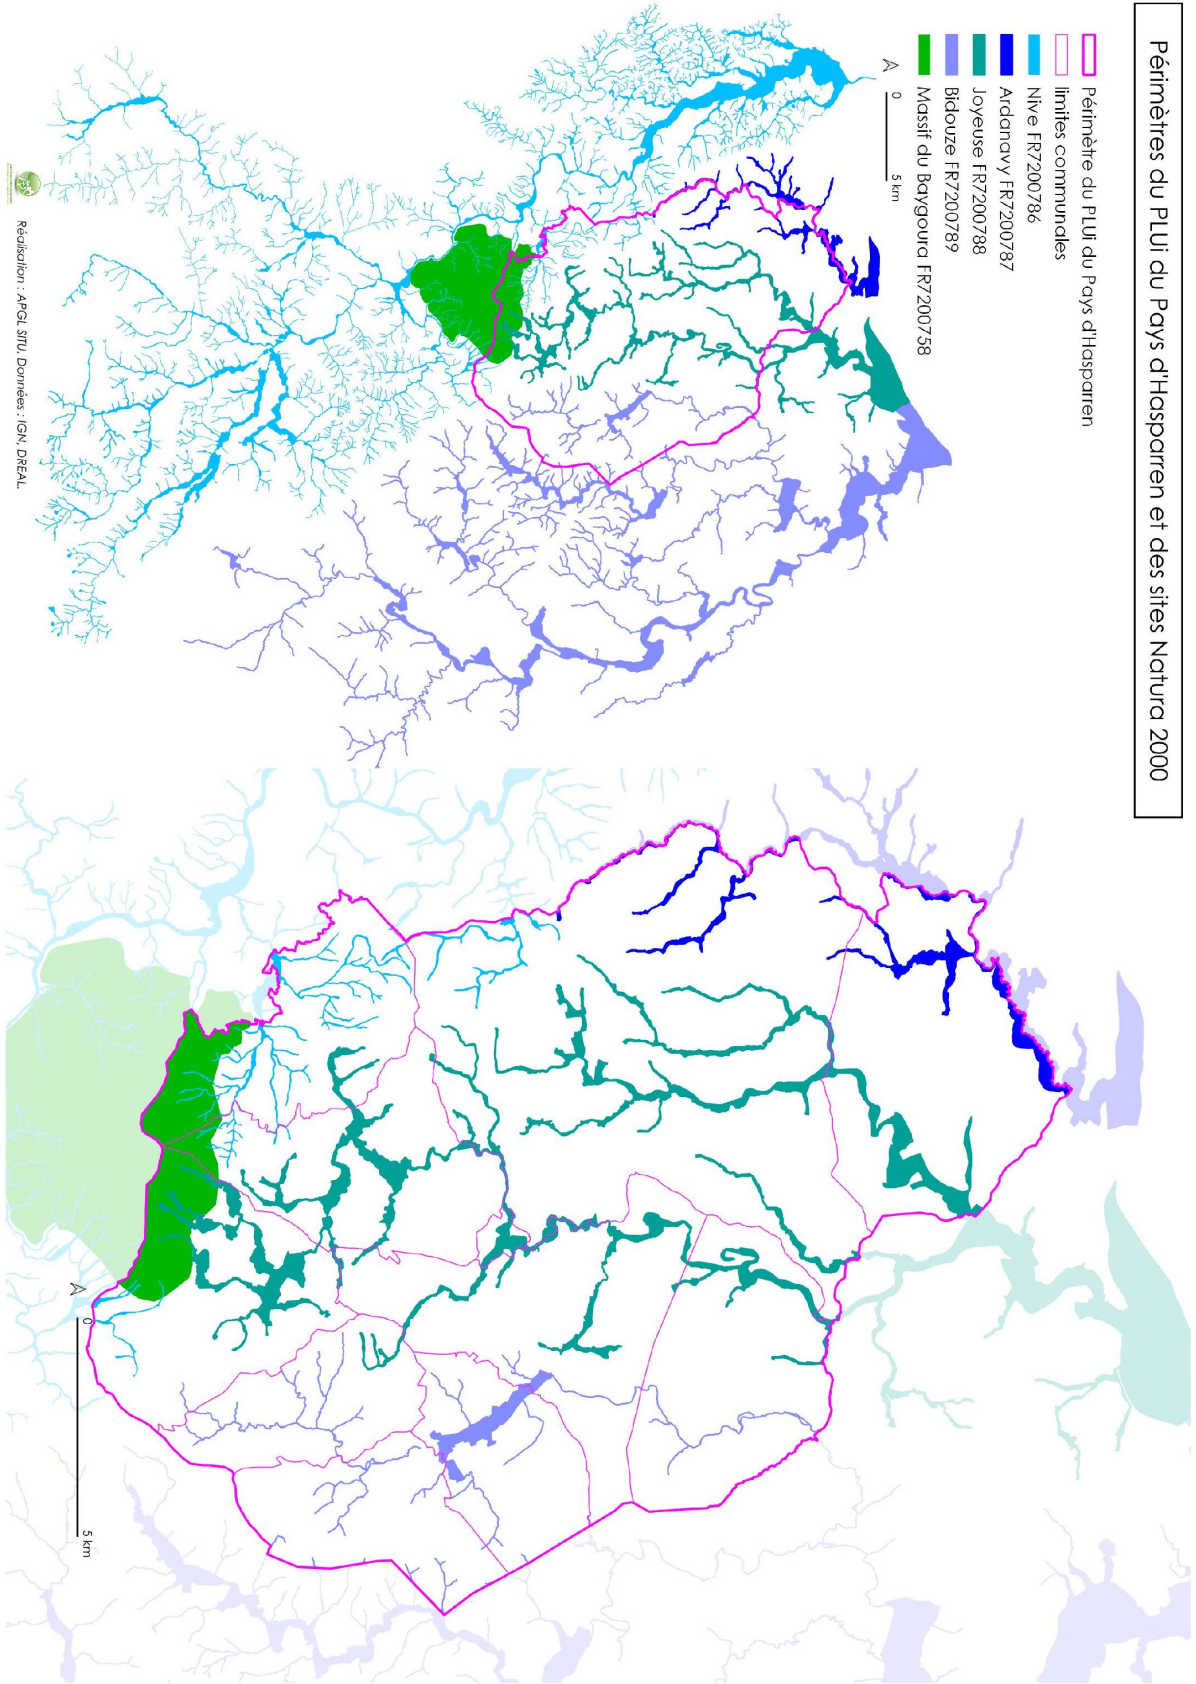 Périmètres du PLUi du Pays d'Hasparren et des sites Natura 2000
Périmètre du PLUi du Pays d'Hasparren
limites communales
Nive FR7200786
Ardanavy FR7200787
Joyeuse FR7200788
Bidouze FR7200789
Massif du Baygoura FR7200758
0 5 km
0 5 km
Réalisation : APGL SITU. Données : IGN, DREAL.